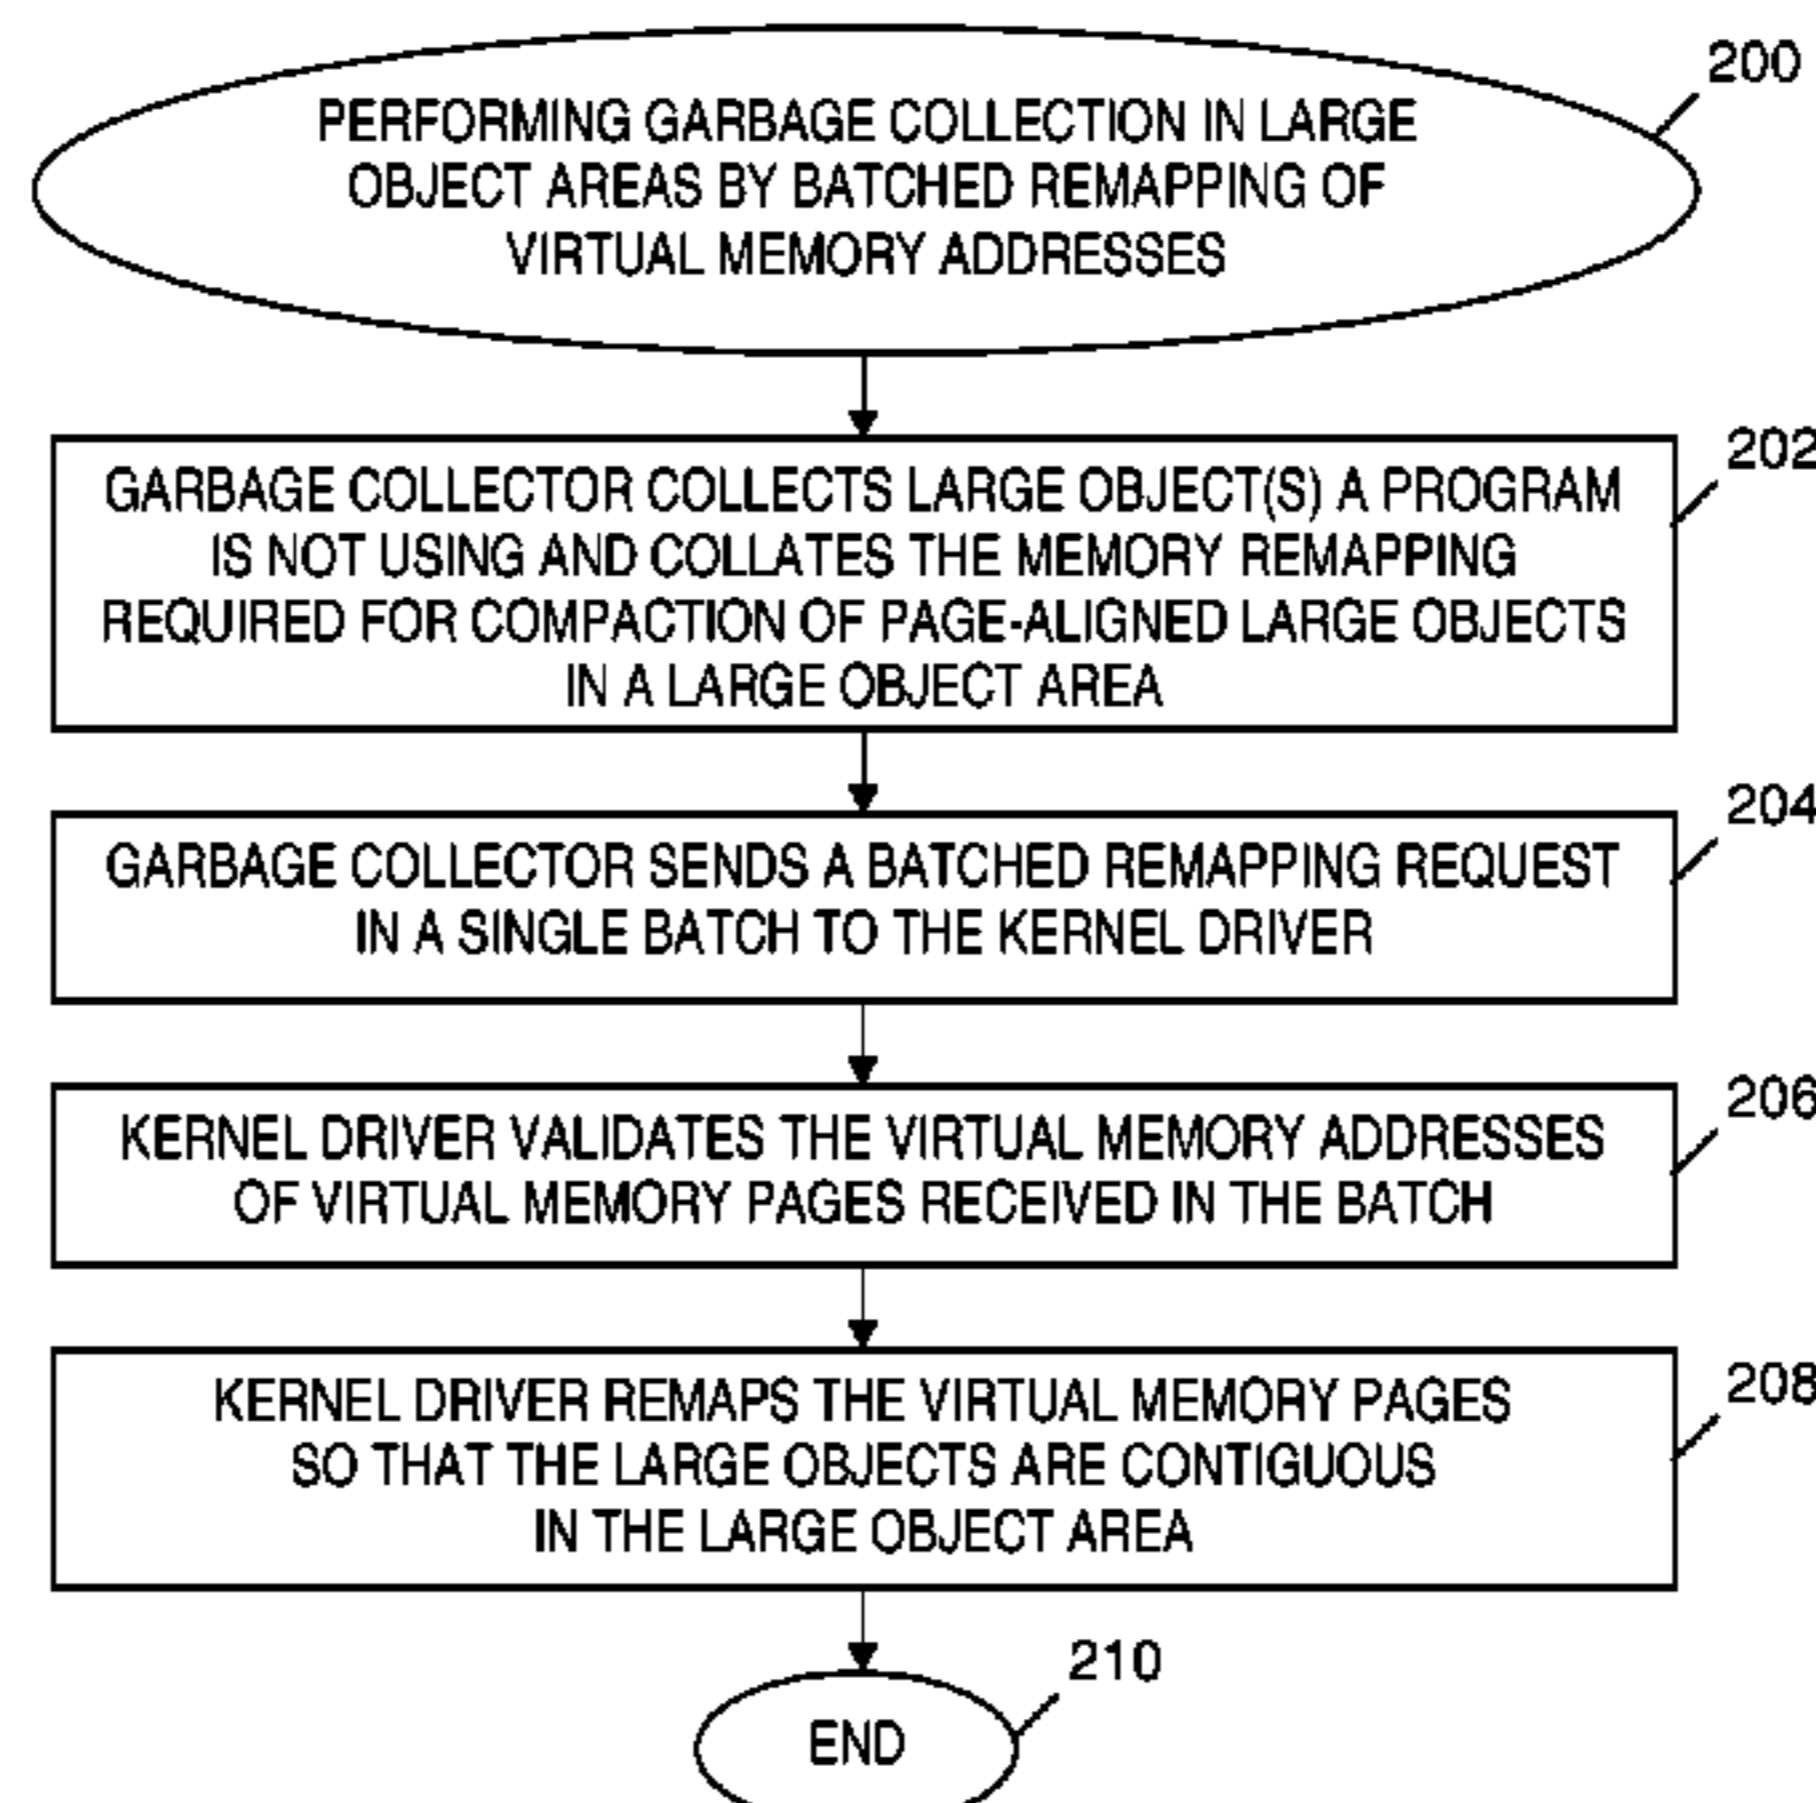 200
PERFORMING GARBAGE COLLECTION IN LARGE
OBJECT AREAS BY BATCHED REMAPPING OF
VIRTUAL MEMORY ADDRESSES
202
GARBAGE COLLECTOR COLLECTS LARGE OBJECT(S) A PROGRAM
IS NOT USING AND COLLATES THE MEMORY REMAPPING
REQUIRED FOR COMPACTION OF PAGE-ALIGNED LARGE OBJECTS
IN A LARGE OBJECT AREA
204
GARBAGE COLLECTOR SENDS A BATCHED REMAPPING REQUEST
IN A SINGLE BATCH TO THE KERNEL DRIVER
206
KERNEL DRIVER VALIDATES THE VIRTUAL MEMORY ADDRESSES
OF VIRTUAL MEMORY PAGES RECEIVED IN THE BATCH
208
KERNEL DRIVER REMAPS THE VIRTUAL MEMORY PAGES
SO THAT THE LARGE OBJECTS ARE CONTIGUOUS
IN THE LARGE OBJECT AREA
210
END